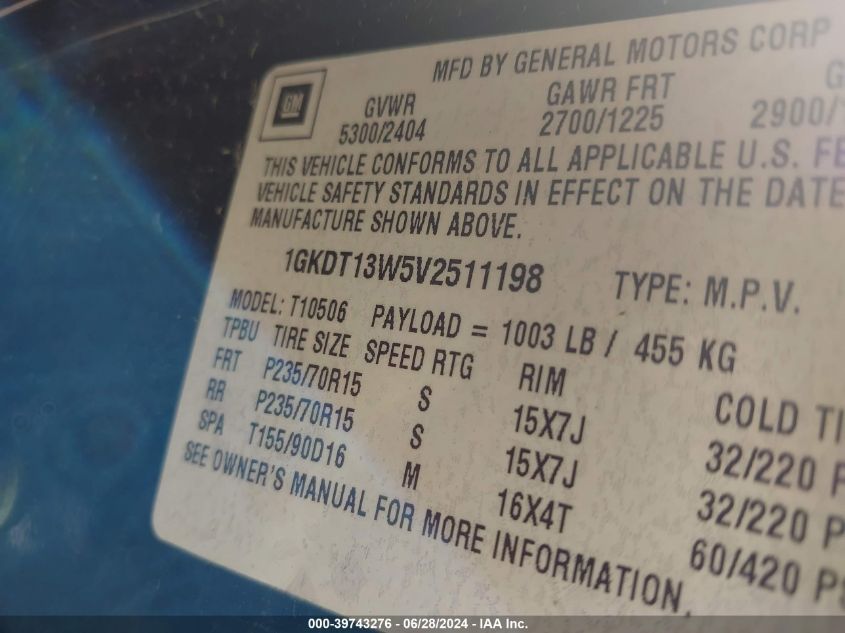 MFD BY GENERAL MOTORS CORP
GM
GVWR GAWR FRT
5300/2404 2700/1225 2900/
THIS VEHICLE CONFORMS TO ALL APPLICABLE U.S.
VEHICLE SAFETY STANDARDS IN EFFECT ON THE DATE
MANUFACTURE SHOWN ABOVE.
1GKDT13W5V2511198 TYPE: M.P.V.
MODEL: T10506 PAYLOAD = 1003 LB / 455 KG
TPBU TIRE SIZE SPEED RTG RIM COLD
FRT P235/70R15 S 15X7J 32/220
RR P235/70R15 S 15X7J 32/220
SPA T155/90D16 M 16X4T 60/420
SEE OWNER'S MANUAL FOR MORE INFORMATION.
000-39743276 - 06/28/2024 - IAA Inc.